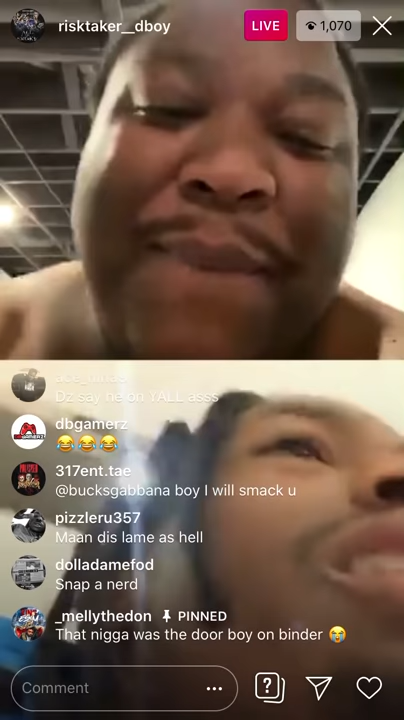 risktaker__dboy
LIVE
1,070
Dz say he on YALL asss
dbgamerz
😂😂😂
317ent.tae
@bucksgabbana boy I will smack u
pizzleru357
Maan dis lame as hell
dolladamefod
Snap a nerd
_mellythedon PINNED
That nigga was the door boy on binder 😭
Comment